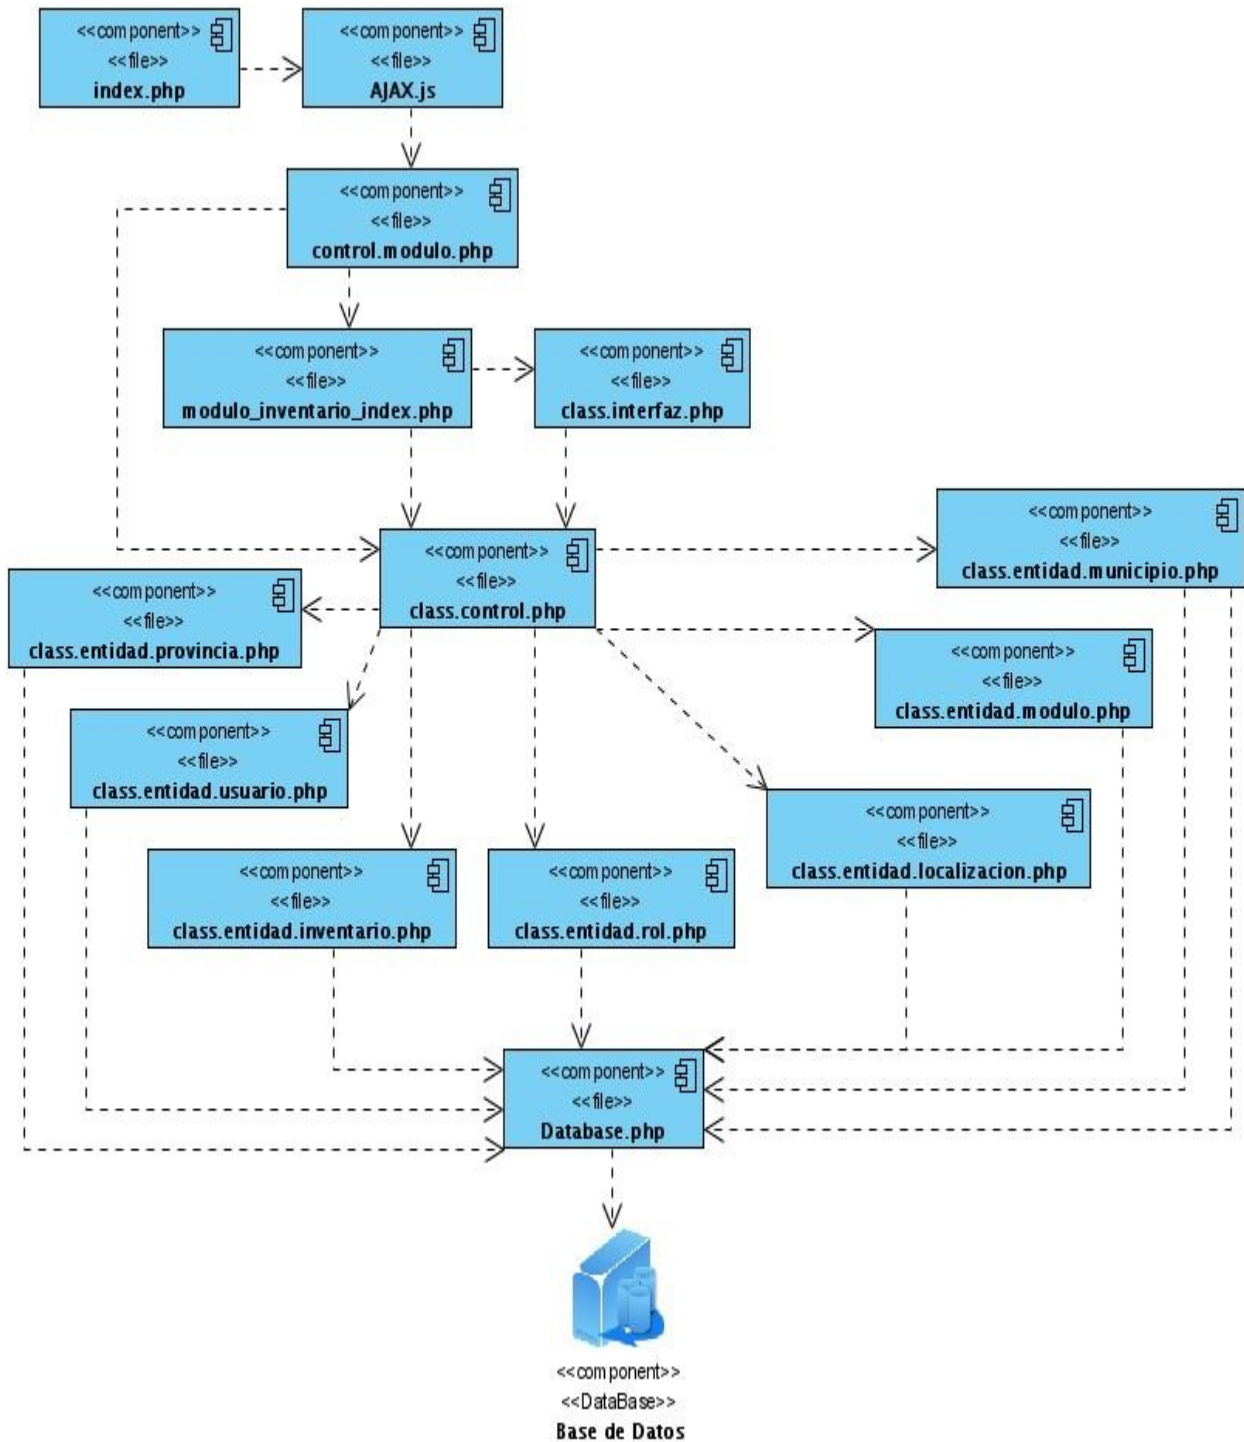 <<component>>
<<file>>
index.php
<<component>>
<<file>>
AJAX.js
<<component>>
<<file>>
control.modulo.php
<<component>>
<<file>>
modulo_inventario_index.php
<<component>>
<<file>>
class.interfaz.php
<<component>>
<<file>>
class.entidad.municipio.php
<<component>>
<<file>>
class.control.php
<<component>>
<<file>>
class.entidad.provincia.php
<<component>>
<<file>>
class.entidad.modulo.php
<<component>>
<<file>>
class.entidad.usuario.php
<<component>>
<<file>>
class.entidad.localizacion.php
<<component>>
<<file>>
class.entidad.inventario.php
<<component>>
<<file>>
class.entidad.rol.php
<<component>>
<<file>>
Database.php
<<component>>
<<DataBase>>
Base de Datos